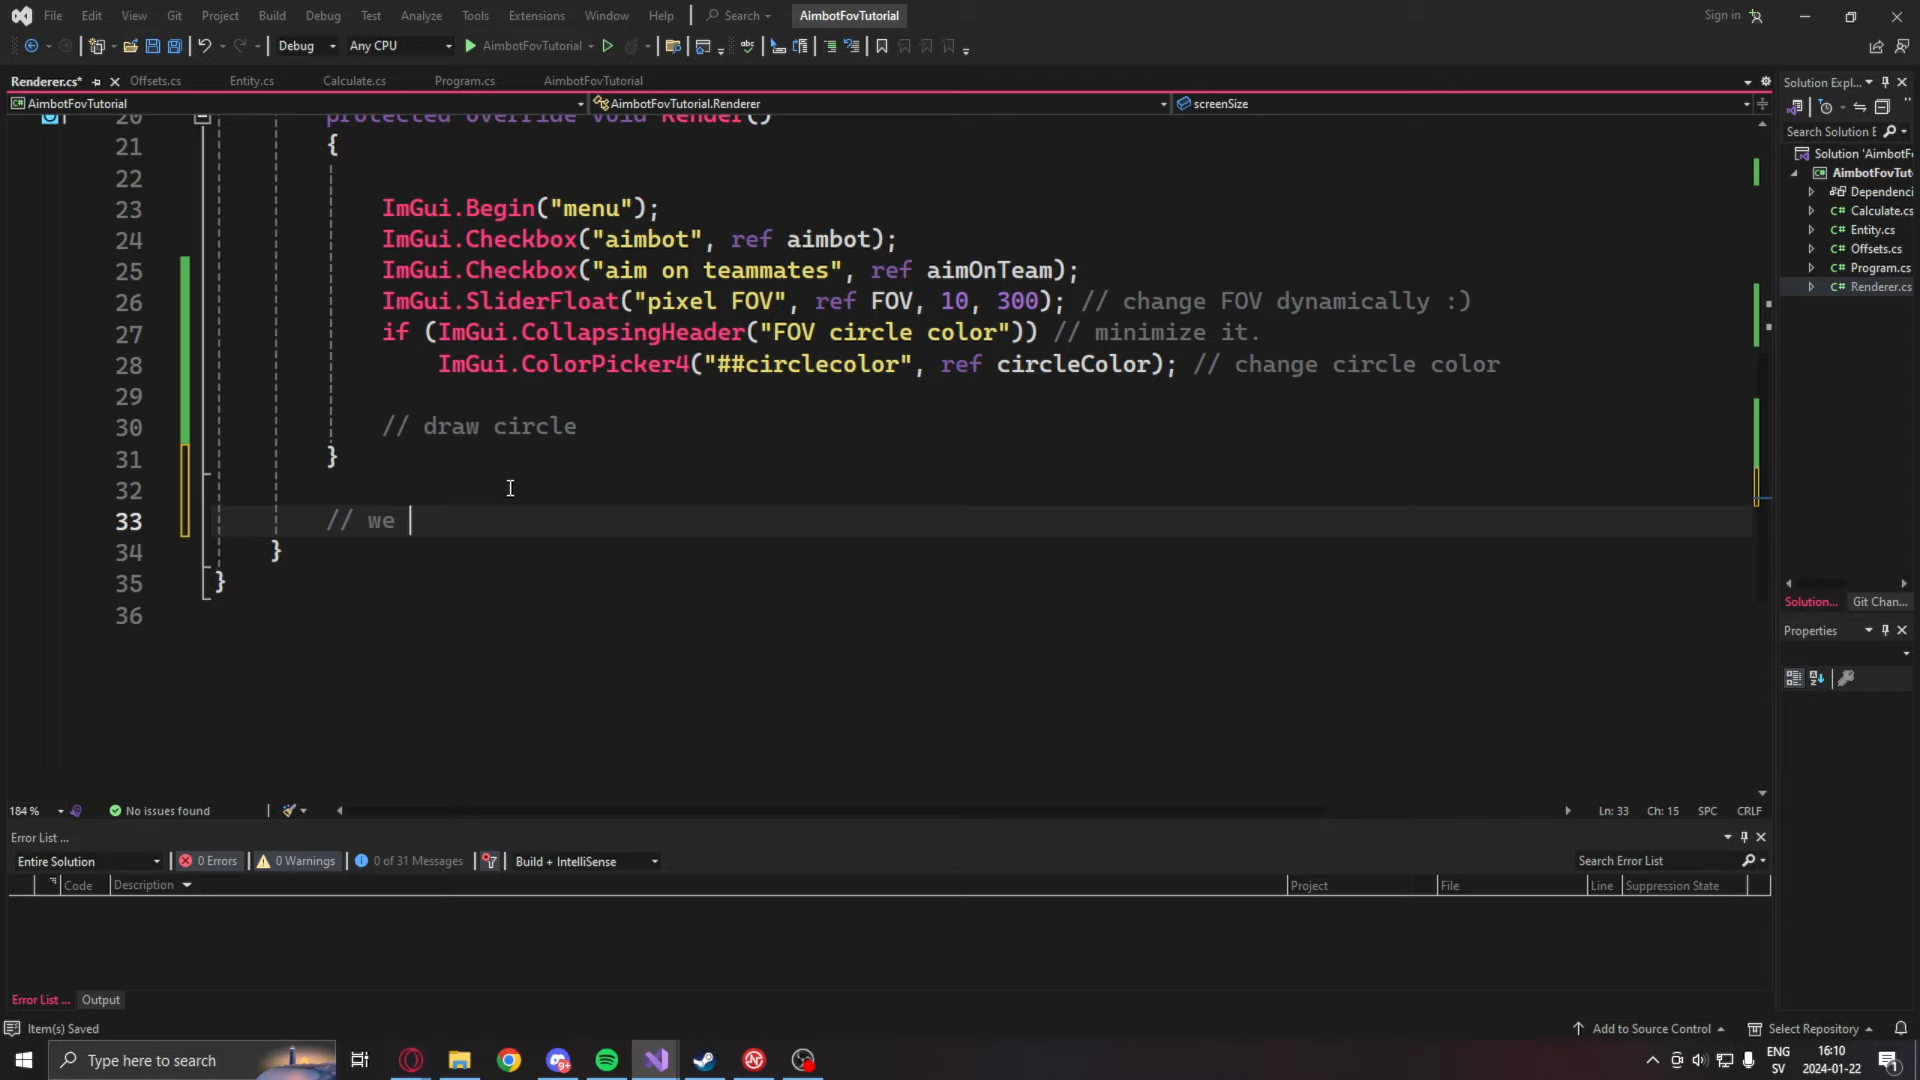 File Edit View Git Project Build Debug Test Analyze Tools Extensions Window Help Search AimbotFovTutorial Sign in
Debug Any CPU AimbotFovTutorial
Renderer.cs* Offsets.cs Entity.cs Calculate.cs Program.cs AimbotFovTutorial
AimbotFovTutorial AimbotFovTutorial.Renderer screenSize
20 protected override void Render()
21 {
22
23 ImGui.Begin("menu");
24 ImGui.Checkbox("aimbot", ref aimbot);
25 ImGui.Checkbox("aim on teammates", ref aimOnTeam);
26 ImGui.SliderFloat("pixel FOV", ref FOV, 10, 300); // change FOV dynamically :)
27 if (ImGui.CollapsingHeader("FOV circle color")) // minimize it.
28 ImGui.ColorPicker4("##circlecolor", ref circleColor); // change circle color
29
30 // draw circle
31 }
32
33 // we
34 }
35 }
36
184 % No issues found Ln: 33 Ch: 15 SPC CRLF
Solution Expl...
Search Solution E
Solution 'AimbotF
AimbotFovTut
Dependenci
Calculate.cs
Entity.cs
Offsets.cs
Program.cs
Renderer.cs
Solution... Git Chan...
Properties
Error List ...
Entire Solution 0 Errors 0 Warnings 0 of 31 Messages Build + IntelliSense Search Error List
Code Description Project File Line Suppression State
Error List ... Output
Item(s) Saved Add to Source Control Select Repository
Type here to search 9+ ENG SV 16:10 2024-01-22 1